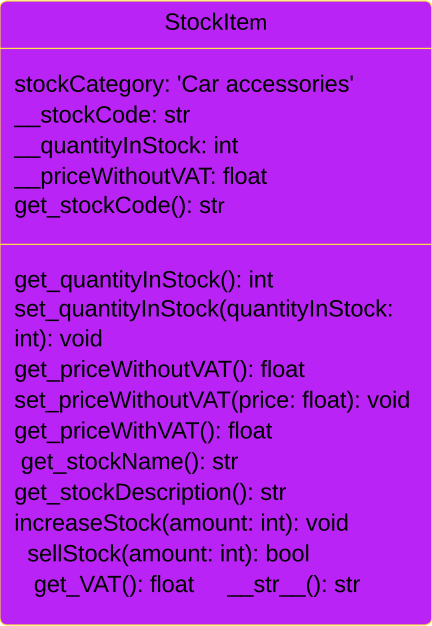 StockItem
stockCategory: 'Car accessories'
__stockCode: str
__quantityInStock: int
__priceWithoutVAT: float
get_stockCode(): str
get_quantityInStock(): int
set_quantityInStock(quantityInStock:
int): void
get_priceWithoutVAT(): float
set_priceWithoutVAT(price: float): void
get_priceWithVAT(): float
get_stockName(): str
get_stockDescription(): str
increaseStock(amount: int): void
sellStock(amount: int): bool
get_VAT(): float __str__(): str